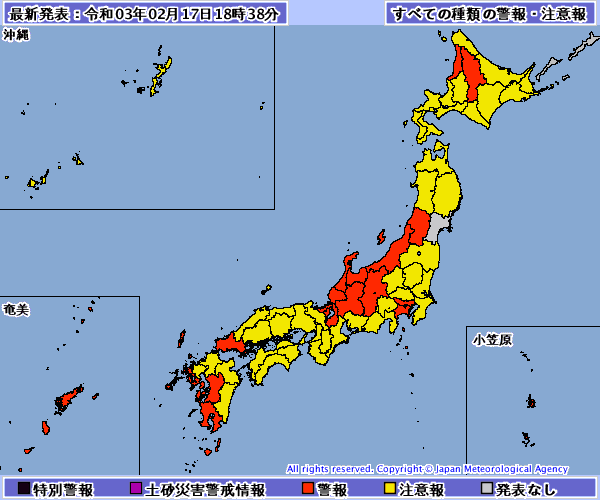 最新発表：令和03年02月17日18時38分
すべての種類の警報・注意報
沖縄
奄美
小笠原
All rights reserved. Copyright © Japan Meteorological Agency
特別警報 土砂災害警戒情報 警報 注意報 発表なし